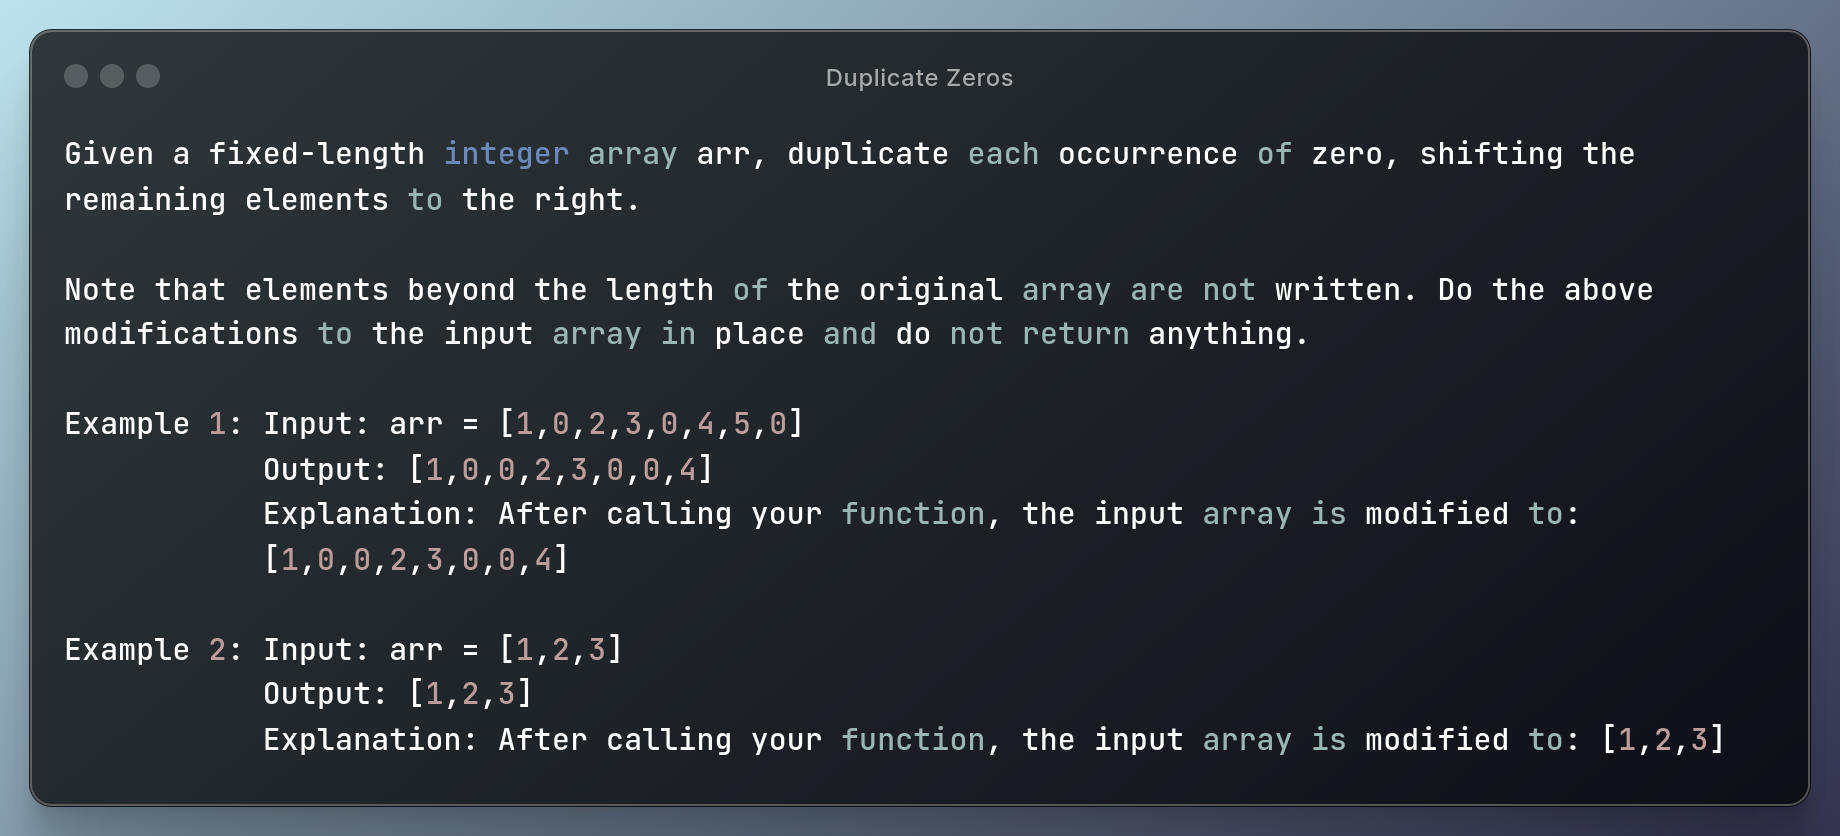 Duplicate Zeros
Given a fixed-length integer array arr, duplicate each occurrence of zero, shifting the
remaining elements to the right.
Note that elements beyond the length of the original array are not written. Do the above
modifications to the input array in place and do not return anything.
Example 1: Input: arr = [1,0,2,3,0,4,5,0]
Output: [1,0,0,2,3,0,0,4]
Explanation: After calling your function, the input array is modified to:
[1,0,0,2,3,0,0,4]
Example 2: Input: arr = [1,2,3]
Output: [1,2,3]
Explanation: After calling your function, the input array is modified to: [1,2,3]